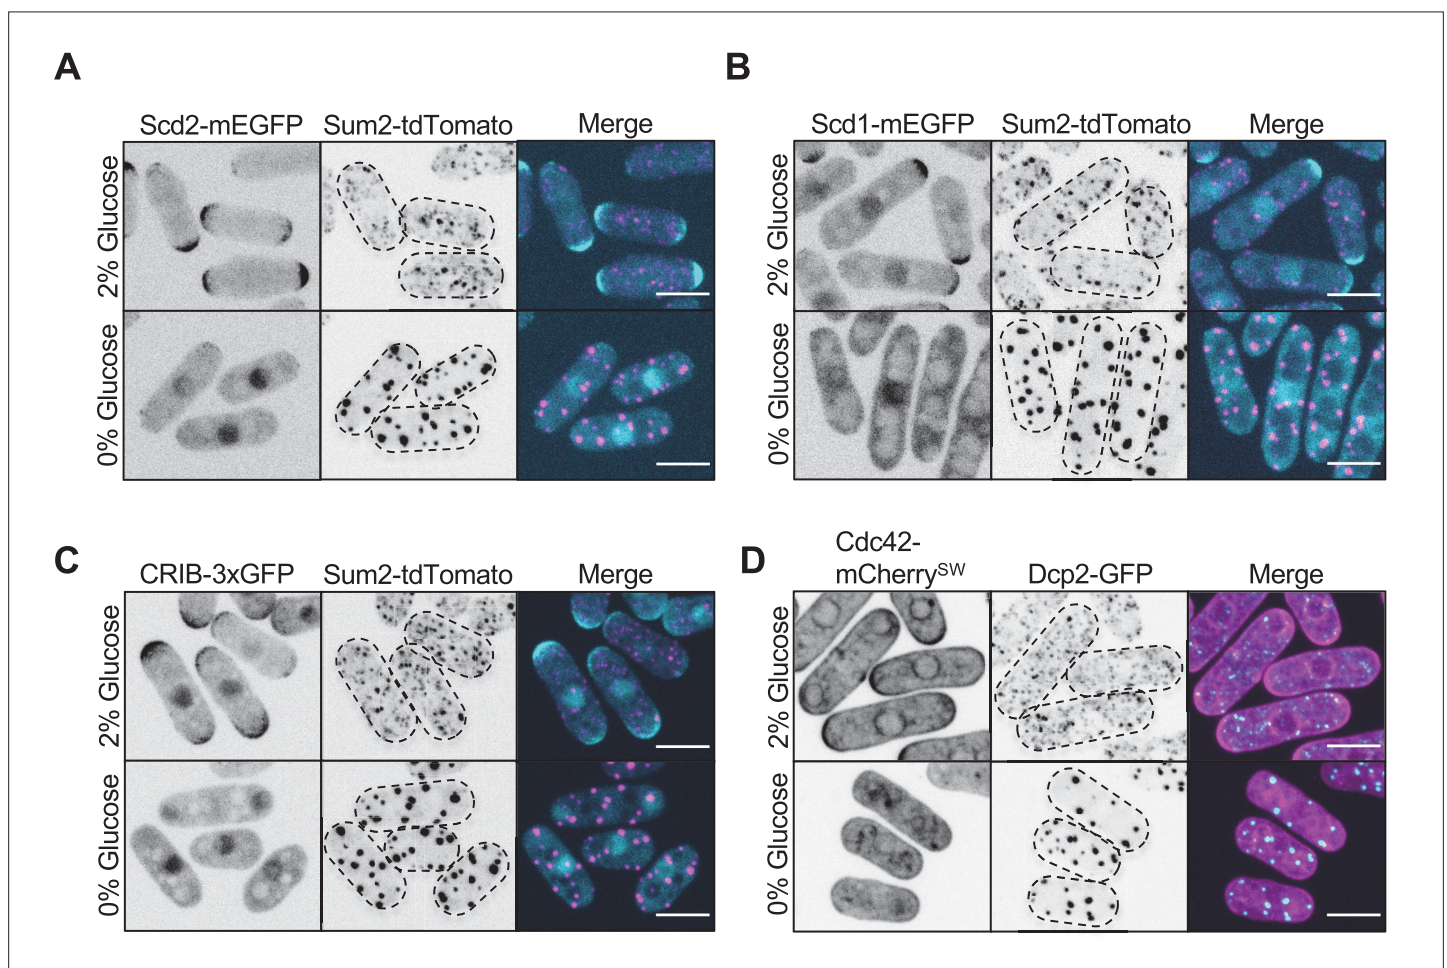 A
Scd2-mEGFP Sum2-tdTomato Merge
2% Glucose
0% Glucose
B
Scd1-mEGFP Sum2-tdTomato Merge
2% Glucose
0% Glucose
C
CRIB-3xGFP Sum2-tdTomato Merge
2% Glucose
0% Glucose
D
Cdc42-
mCherrySW Dcp2-GFP Merge
2% Glucose
0% Glucose